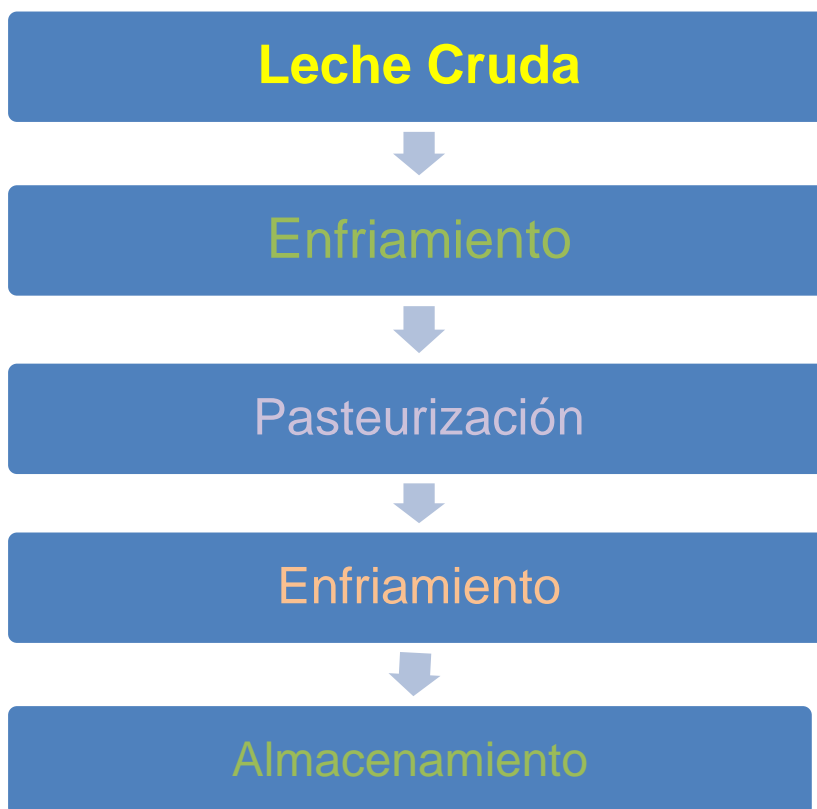 Leche Cruda
Enfriamiento
Pasteurización
Enfriamiento
Almacenamiento